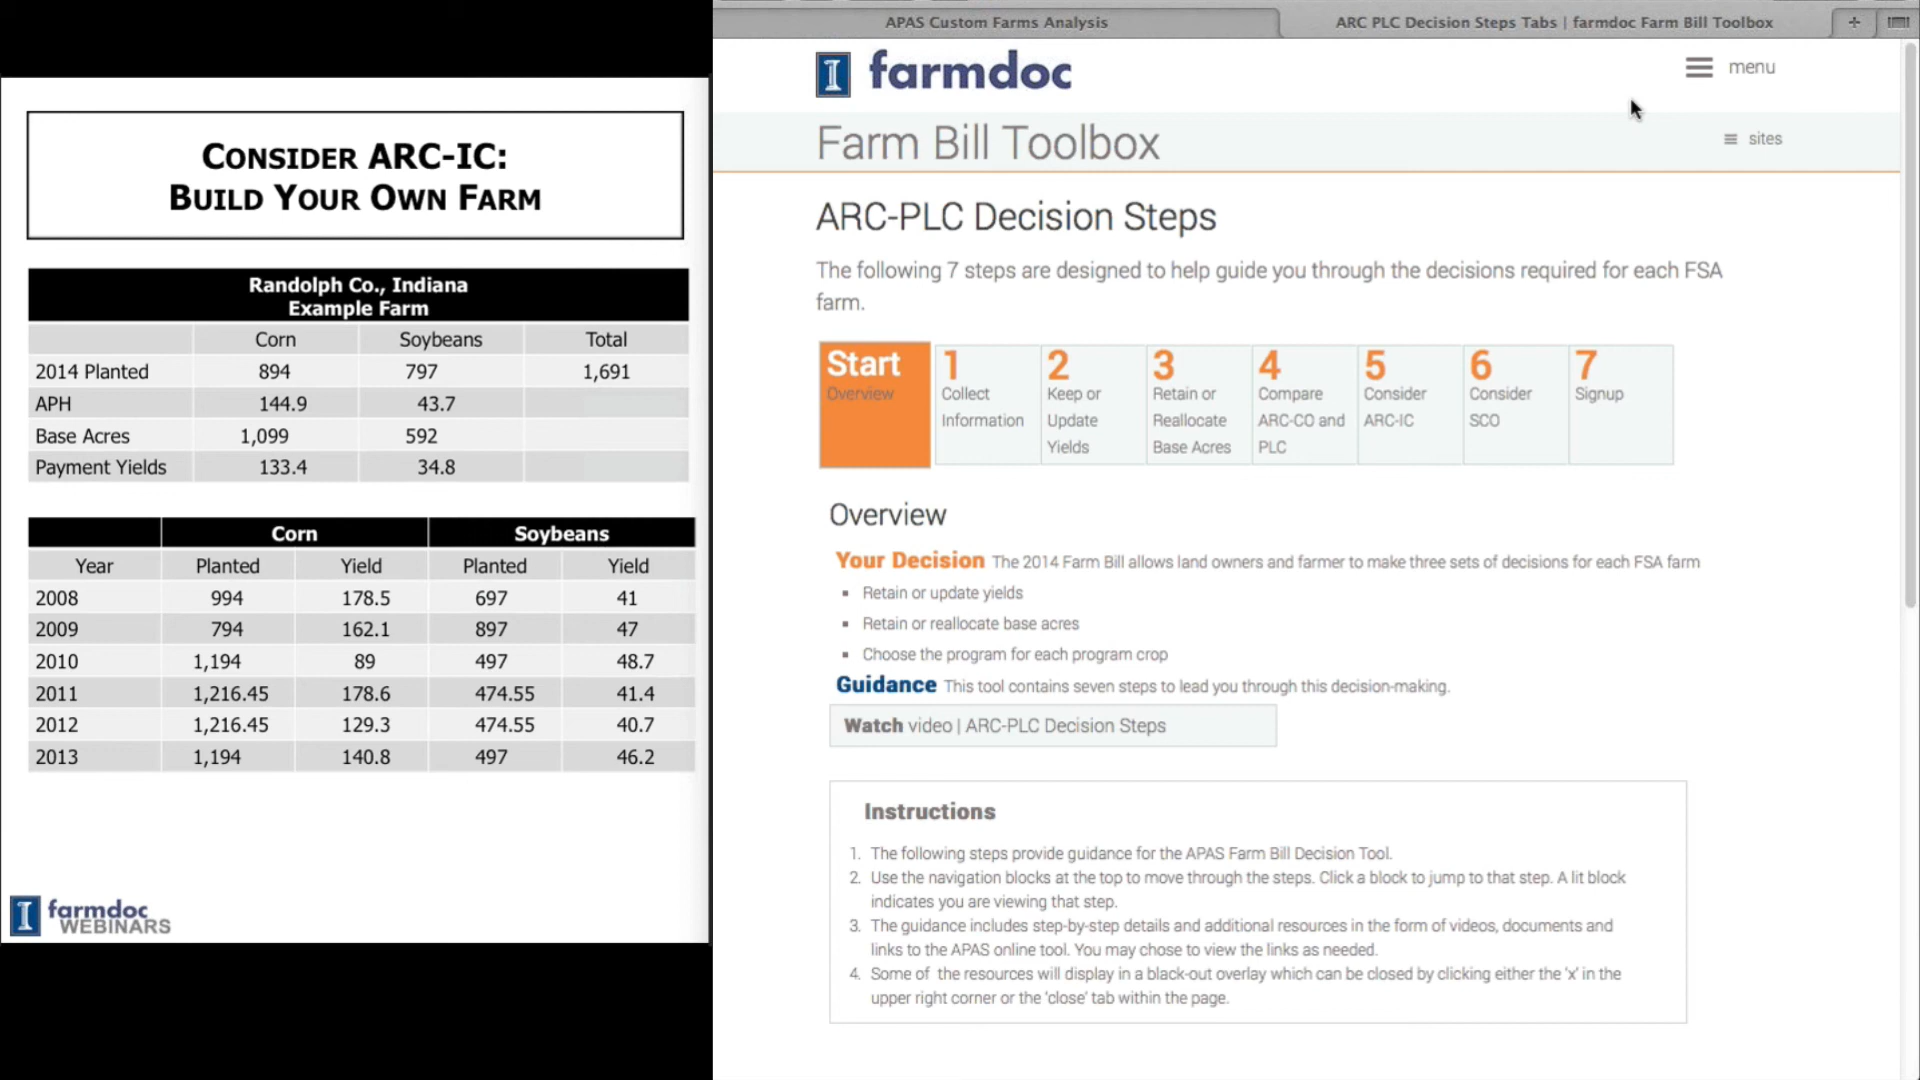 CONSIDER ARC-IC:
BUILD YOUR OWN FARM
Randolph Co., Indiana
Example Farm
Corn Soybeans Total
2014 Planted 894 797 1,691
APH 144.9 43.7
Base Acres 1,099 592
Payment Yields 133.4 34.8
Corn Soybeans
Year Planted Yield Planted Yield
2008 994 178.5 697 41
2009 794 162.1 897 47
2010 1,194 89 497 48.7
2011 1,216.45 178.6 474.55 41.4
2012 1,216.45 129.3 474.55 40.7
2013 1,194 140.8 497 46.2
I farmdoc
WEBINARS
APAS Custom Farms Analysis
ARC PLC Decision Steps Tabs | farmdoc Farm Bill Toolbox
I farmdoc
menu
Farm Bill Toolbox
sites
ARC-PLC Decision Steps
The following 7 steps are designed to help guide you through the decisions required for each FSA
farm.
Start
Overview
1
Collect
Information
2
Keep or
Update
Yields
3
Retain or
Reallocate
Base Acres
4
Compare
ARC-CO and
PLC
5
Consider
ARC-IC
6
Consider
SCO
7
Signup
Overview
Your Decision The 2014 Farm Bill allows land owners and farmer to make three sets of decisions for each FSA farm
▪ Retain or update yields
▪ Retain or reallocate base acres
▪ Choose the program for each program crop
Guidance This tool contains seven steps to lead you through this decision-making.
Watch video | ARC-PLC Decision Steps
Instructions
1. The following steps provide guidance for the APAS Farm Bill Decision Tool.
2. Use the navigation blocks at the top to move through the steps. Click a block to jump to that step. A lit block
indicates you are viewing that step.
3. The guidance includes step-by-step details and additional resources in the form of videos, documents and
links to the APAS online tool. You may chose to view the links as needed.
4. Some of the resources will display in a black-out overlay which can be closed by clicking either the 'x' in the
upper right corner or the 'close' tab within the page.